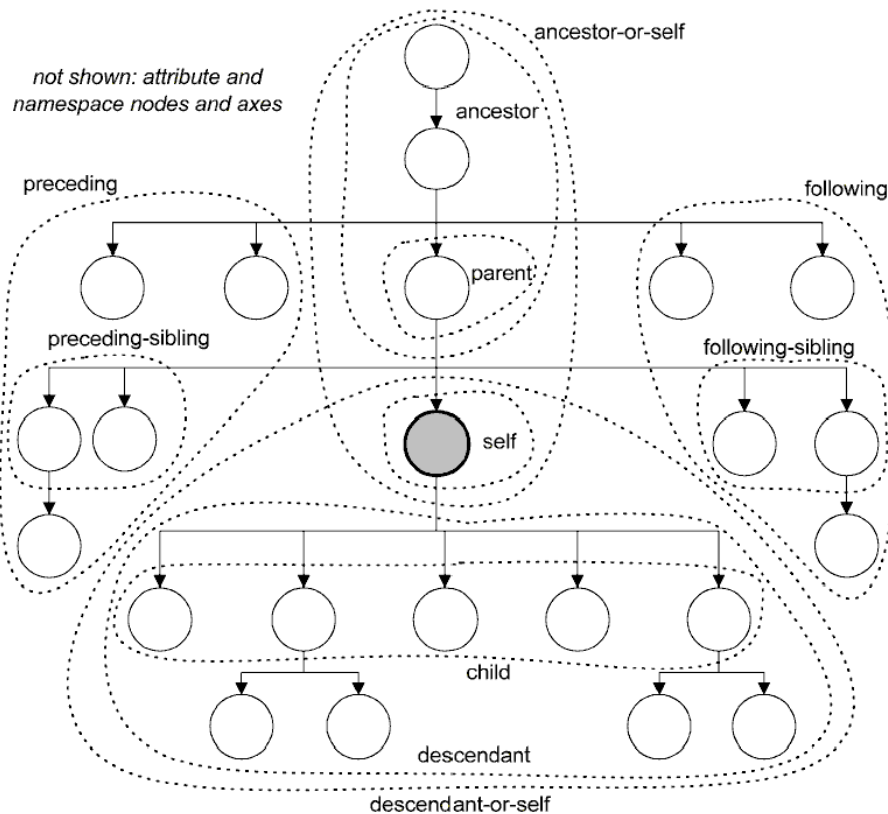 ancestor-or-self
not shown: attribute and
namespace nodes and axes
ancestor
preceding
following
parent
preceding-sibling
following-sibling
self
child
descendant
descendant-or-self